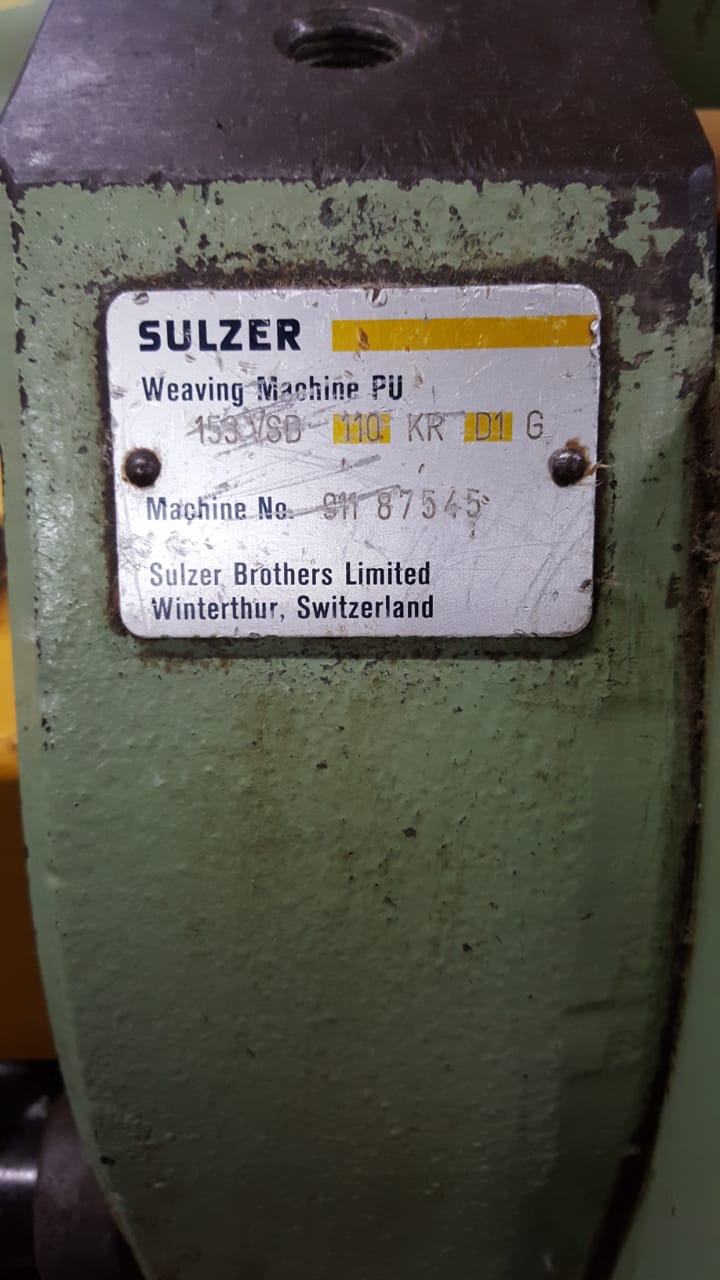 SULZER
Weaving Machine PU
153 VSD 110 KR D1 G
Machine No. 911 87545
Sulzer Brothers Limited
Winterthur, Switzerland